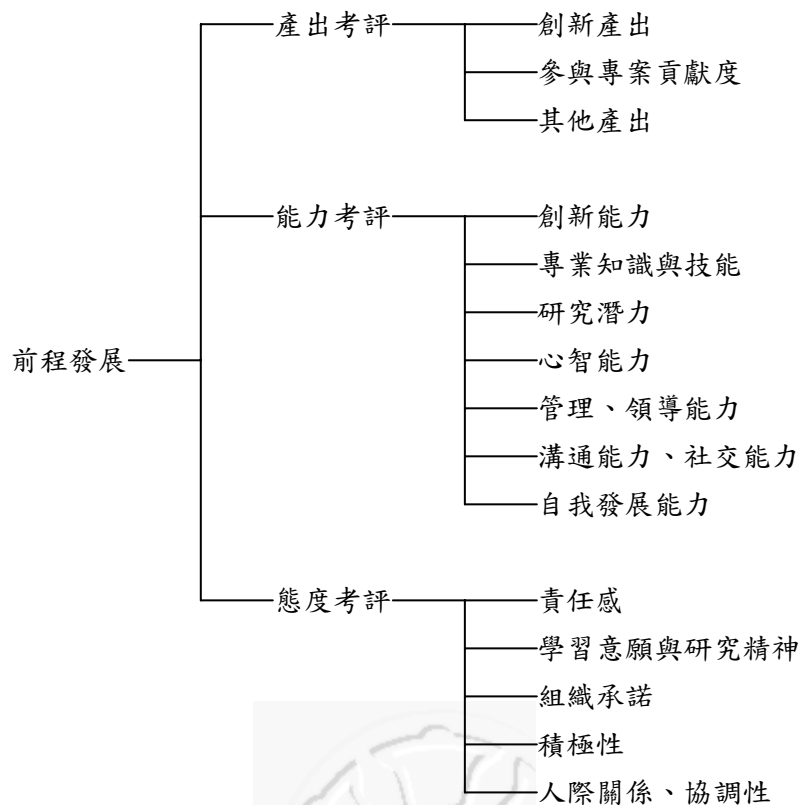 產出考評
創新產出
參與專案貢獻度
其他產出
能力考評
創新能力
專業知識與技能
研究潛力
前程發展
心智能力
管理、領導能力
溝通能力、社交能力
自我發展能力
態度考評
責任感
學習意願與研究精神
組織承諾
積極性
人際關係、協調性